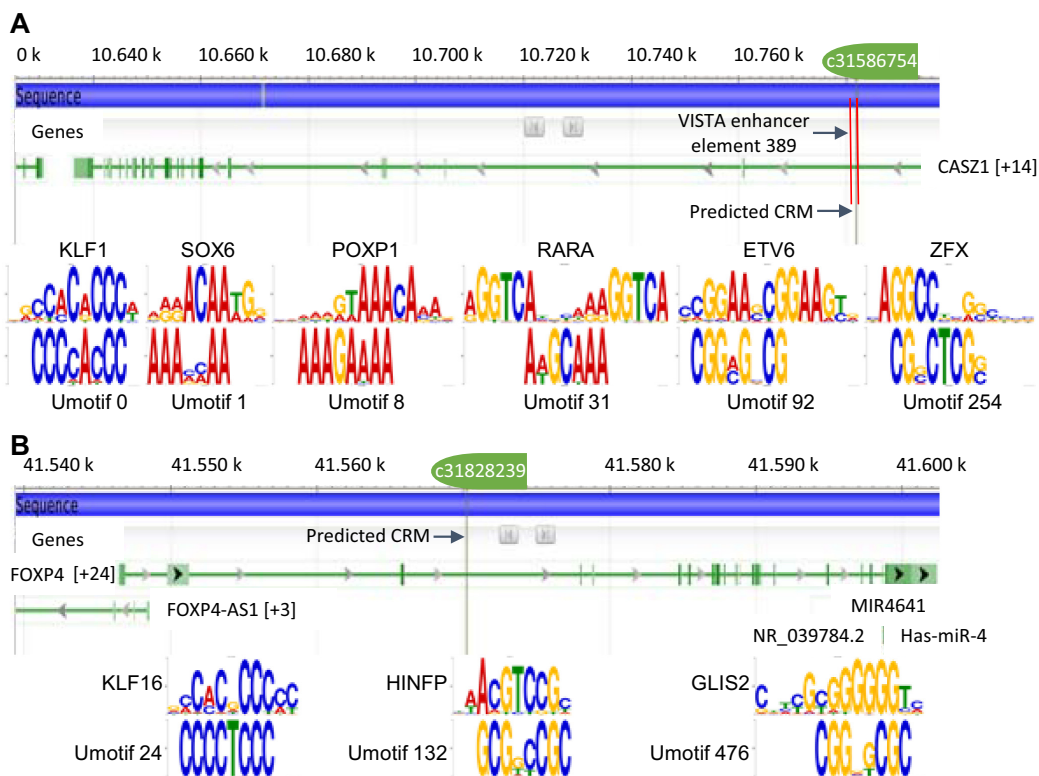 A
0 k 10.640 k 10.660 k 10.680 k 10.700 k 10.720 k 10.740 k 10.760 k c31586754
Sequence
Genes
VISTA enhancer
element 389
CASZ1 [+14]
Predicted CRM
KLF1 SOX6 POXP1 RARA ETV6 ZFX
Umotif 0 Umotif 1 Umotif 8 Umotif 31 Umotif 92 Umotif 254
B
41.540 k 41.550 k 41.560 k c31828239 41.580 k 41.590 k 41.600 k
Sequence
Genes
Predicted CRM
FOXP4 [+24]
FOXP4-AS1 [+3]
MIR4641
NR_039784.2 Has-miR-4
KLF16 HINFP GLIS2
Umotif 24 Umotif 132 Umotif 476